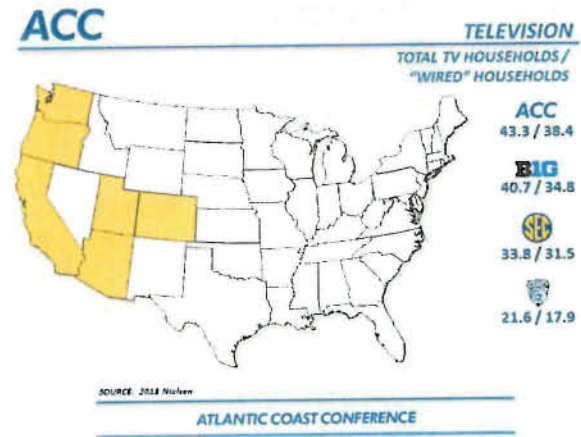 ACC
TELEVISION
TOTAL TV HOUSEHOLDS /
"WIRED" HOUSEHOLDS
ACC
43.3 / 38.4
B1G
40.7 / 34.8
SEC
33.8 / 31.5
21.6 / 17.9
SOURCE: 2018 Nielsen
ATLANTIC COAST CONFERENCE